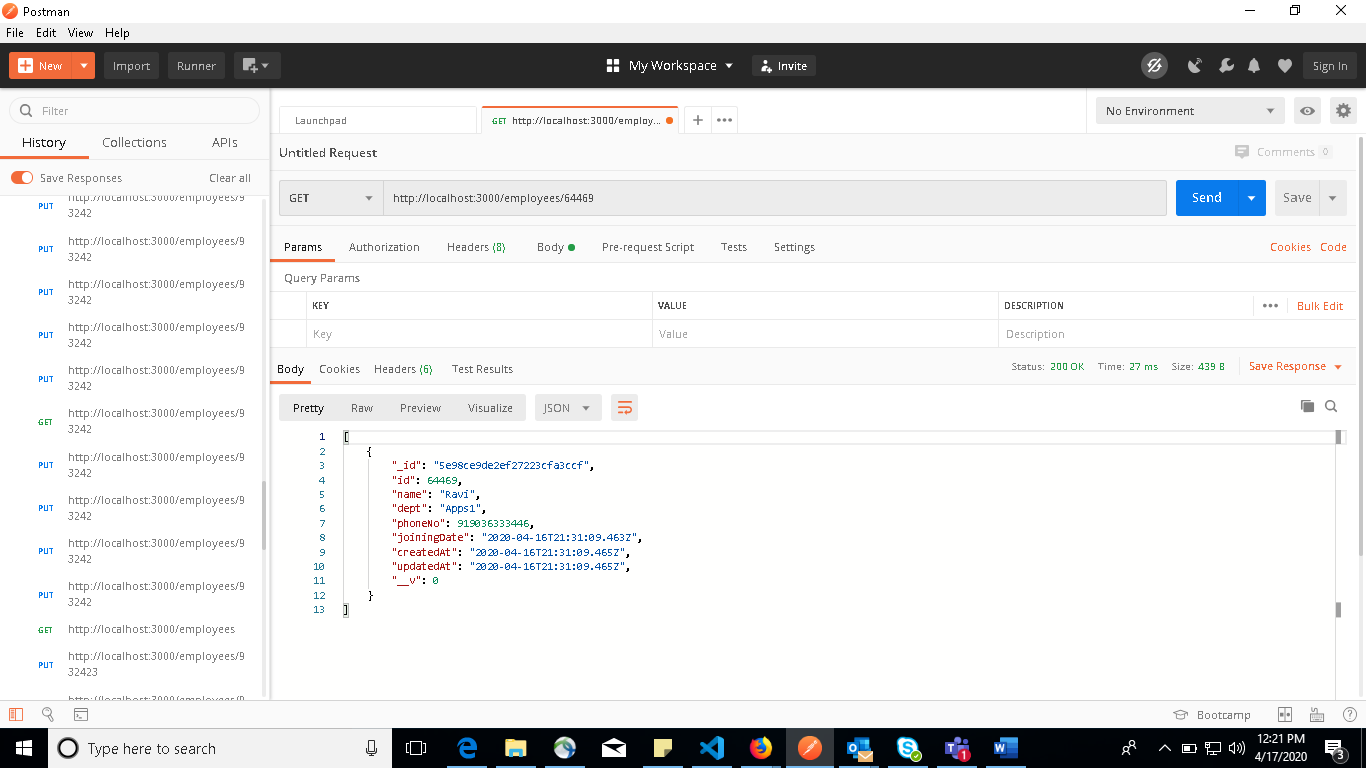 Postman
File Edit View Help
New Import Runner My Workspace Invite Sign In
Filter
History Collections APIs
Save Responses Clear all
PUT http://localhost:3000/employees/9
3242
PUT http://localhost:3000/employees/9
3242
PUT http://localhost:3000/employees/9
3242
PUT http://localhost:3000/employees/9
3242
PUT http://localhost:3000/employees/9
3242
GET http://localhost:3000/employees/9
3242
PUT http://localhost:3000/employees/9
3242
PUT http://localhost:3000/employees/9
3242
PUT http://localhost:3000/employees/9
3242
PUT http://localhost:3000/employees/9
3242
GET http://localhost:3000/employees
PUT http://localhost:3000/employees/9
32423
http://localhost:3000/employees/9
Launchpad GET http://localhost:3000/employ... + ••• No Environment
Untitled Request Comments 0
GET http://localhost:3000/employees/64469 Send Save
Params Authorization Headers (8) Body Pre-request Script Tests Settings Cookies Code
Query Params
KEY VALUE DESCRIPTION ••• Bulk Edit
Key Value Description
Body Cookies Headers (6) Test Results Status: 200 OK Time: 27 ms Size: 439 B Save Response
Pretty Raw Preview Visualize JSON
1 [
2 {
3 "_id": "5e98ce9de2ef27223cfa3ccf",
4 "id": 64469,
5 "name": "Ravi",
6 "dept": "Apps1",
7 "phoneNo": 919036333446,
8 "joiningDate": "2020-04-16T21:31:09.463Z",
9 "createdAt": "2020-04-16T21:31:09.465Z",
10 "updatedAt": "2020-04-16T21:31:09.465Z",
11 "__v": 0
12 }
13 ]
Bootcamp
Type here to search
12:21 PM
4/17/2020
1
3